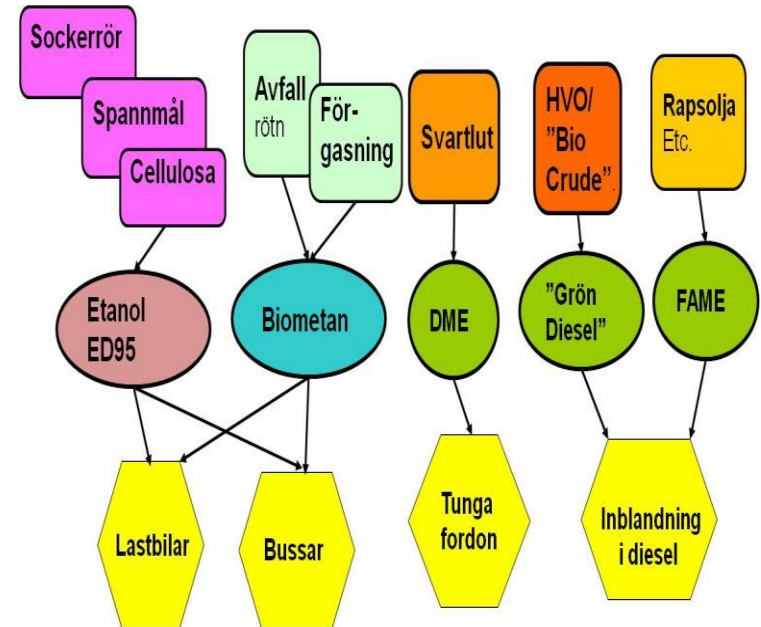 Sockerrör
Spannmål
Cellulosa
Avfall
rötn
För-
gasning
Svartlut
HVO/
”Bio
Crude”.
Rapsolja
Etc.
Etanol
ED95
Biometan
DME
”Grön
Diesel”
FAME
Lastbilar
Bussar
Tunga
fordon
Inblandning
i diesel